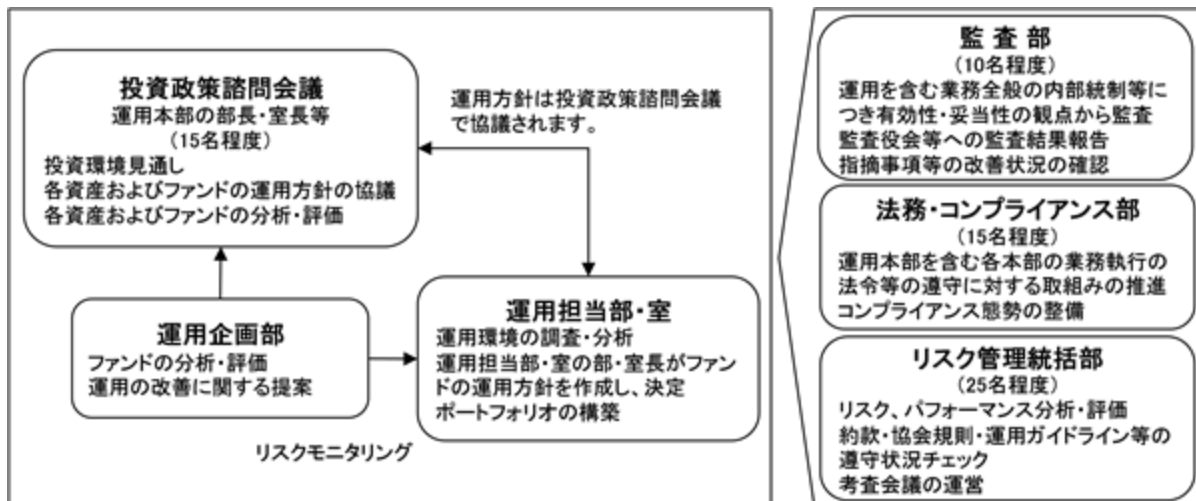 投資政策諮問会議
運用本部の部長・室長等
(15名程度)
投資環境見通し
各資産およびファンドの運用方針の協議
各資産およびファンドの分析・評価
運用方針は投資政策諮問会議
で協議されます。
運用企画部
ファンドの分析・評価
運用の改善に関する提案
運用担当部・室
運用環境の調査・分析
運用担当部・室の部・室長がファン
ドの運用方針を作成し、決定
ポートフォリオの構築
リスクモニタリング
監 査 部
(10名程度)
運用を含む業務全般の内部統制等に
つき有効性・妥当性の観点から監査
監査役会等への監査結果報告
指摘事項等の改善状況の確認
法務・コンプライアンス部
(15名程度)
運用本部を含む各本部の業務執行の
法令等の遵守に対する取組みの推進
コンプライアンス態勢の整備
リスク管理統括部
(25名程度)
リスク、パフォーマンス分析・評価
約款・協会規則・運用ガイドライン等の
遵守状況チェック
考査会議の運営